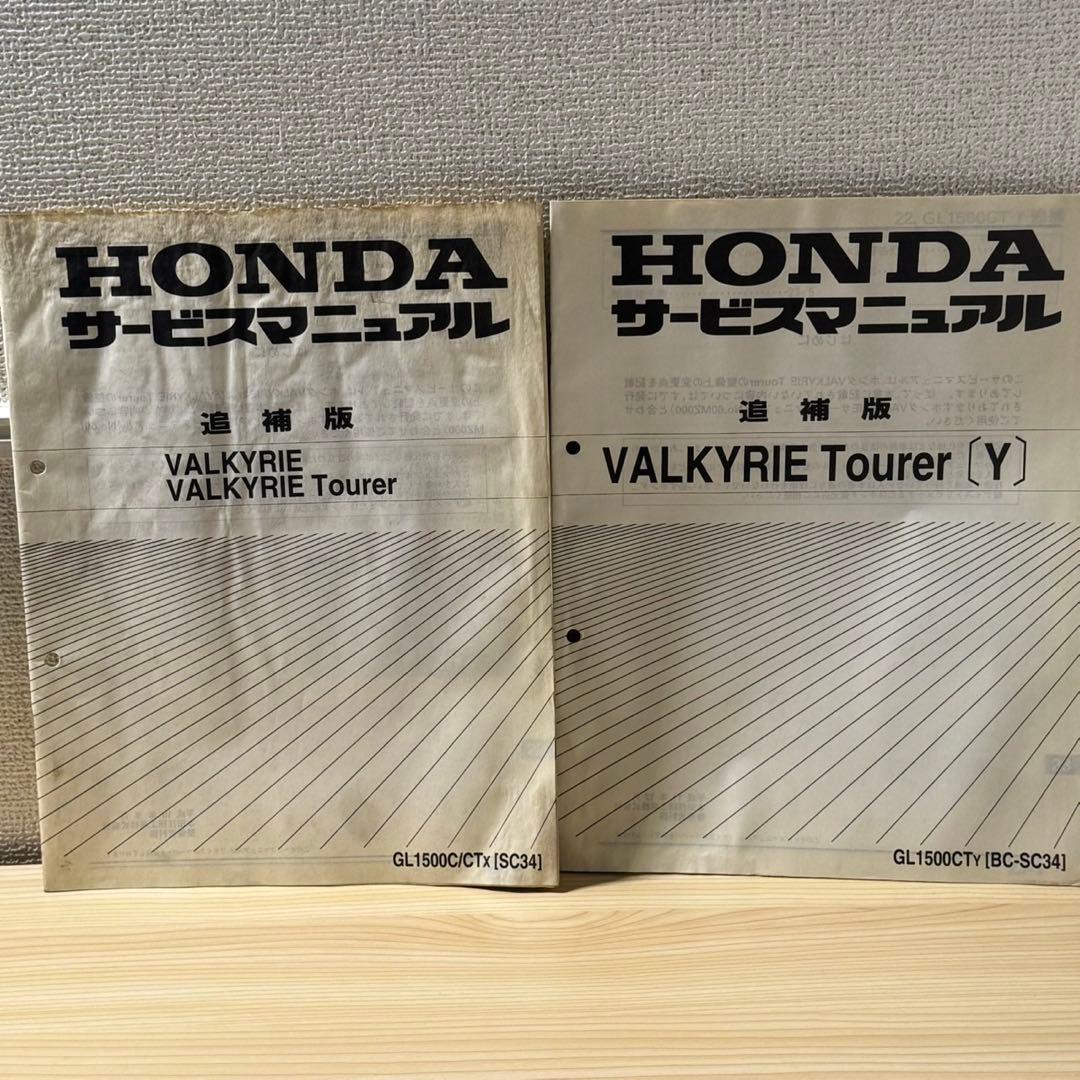 HONDA
サービスマニュアル
追補版
VALKYRIE
VALKYRIE Tourer
GL1500C/CTX [SC34]
HONDA
サービスマニュアル
追補版
VALKYRIE Tourer〔Y〕
GL1500CTY [BC-SC34]